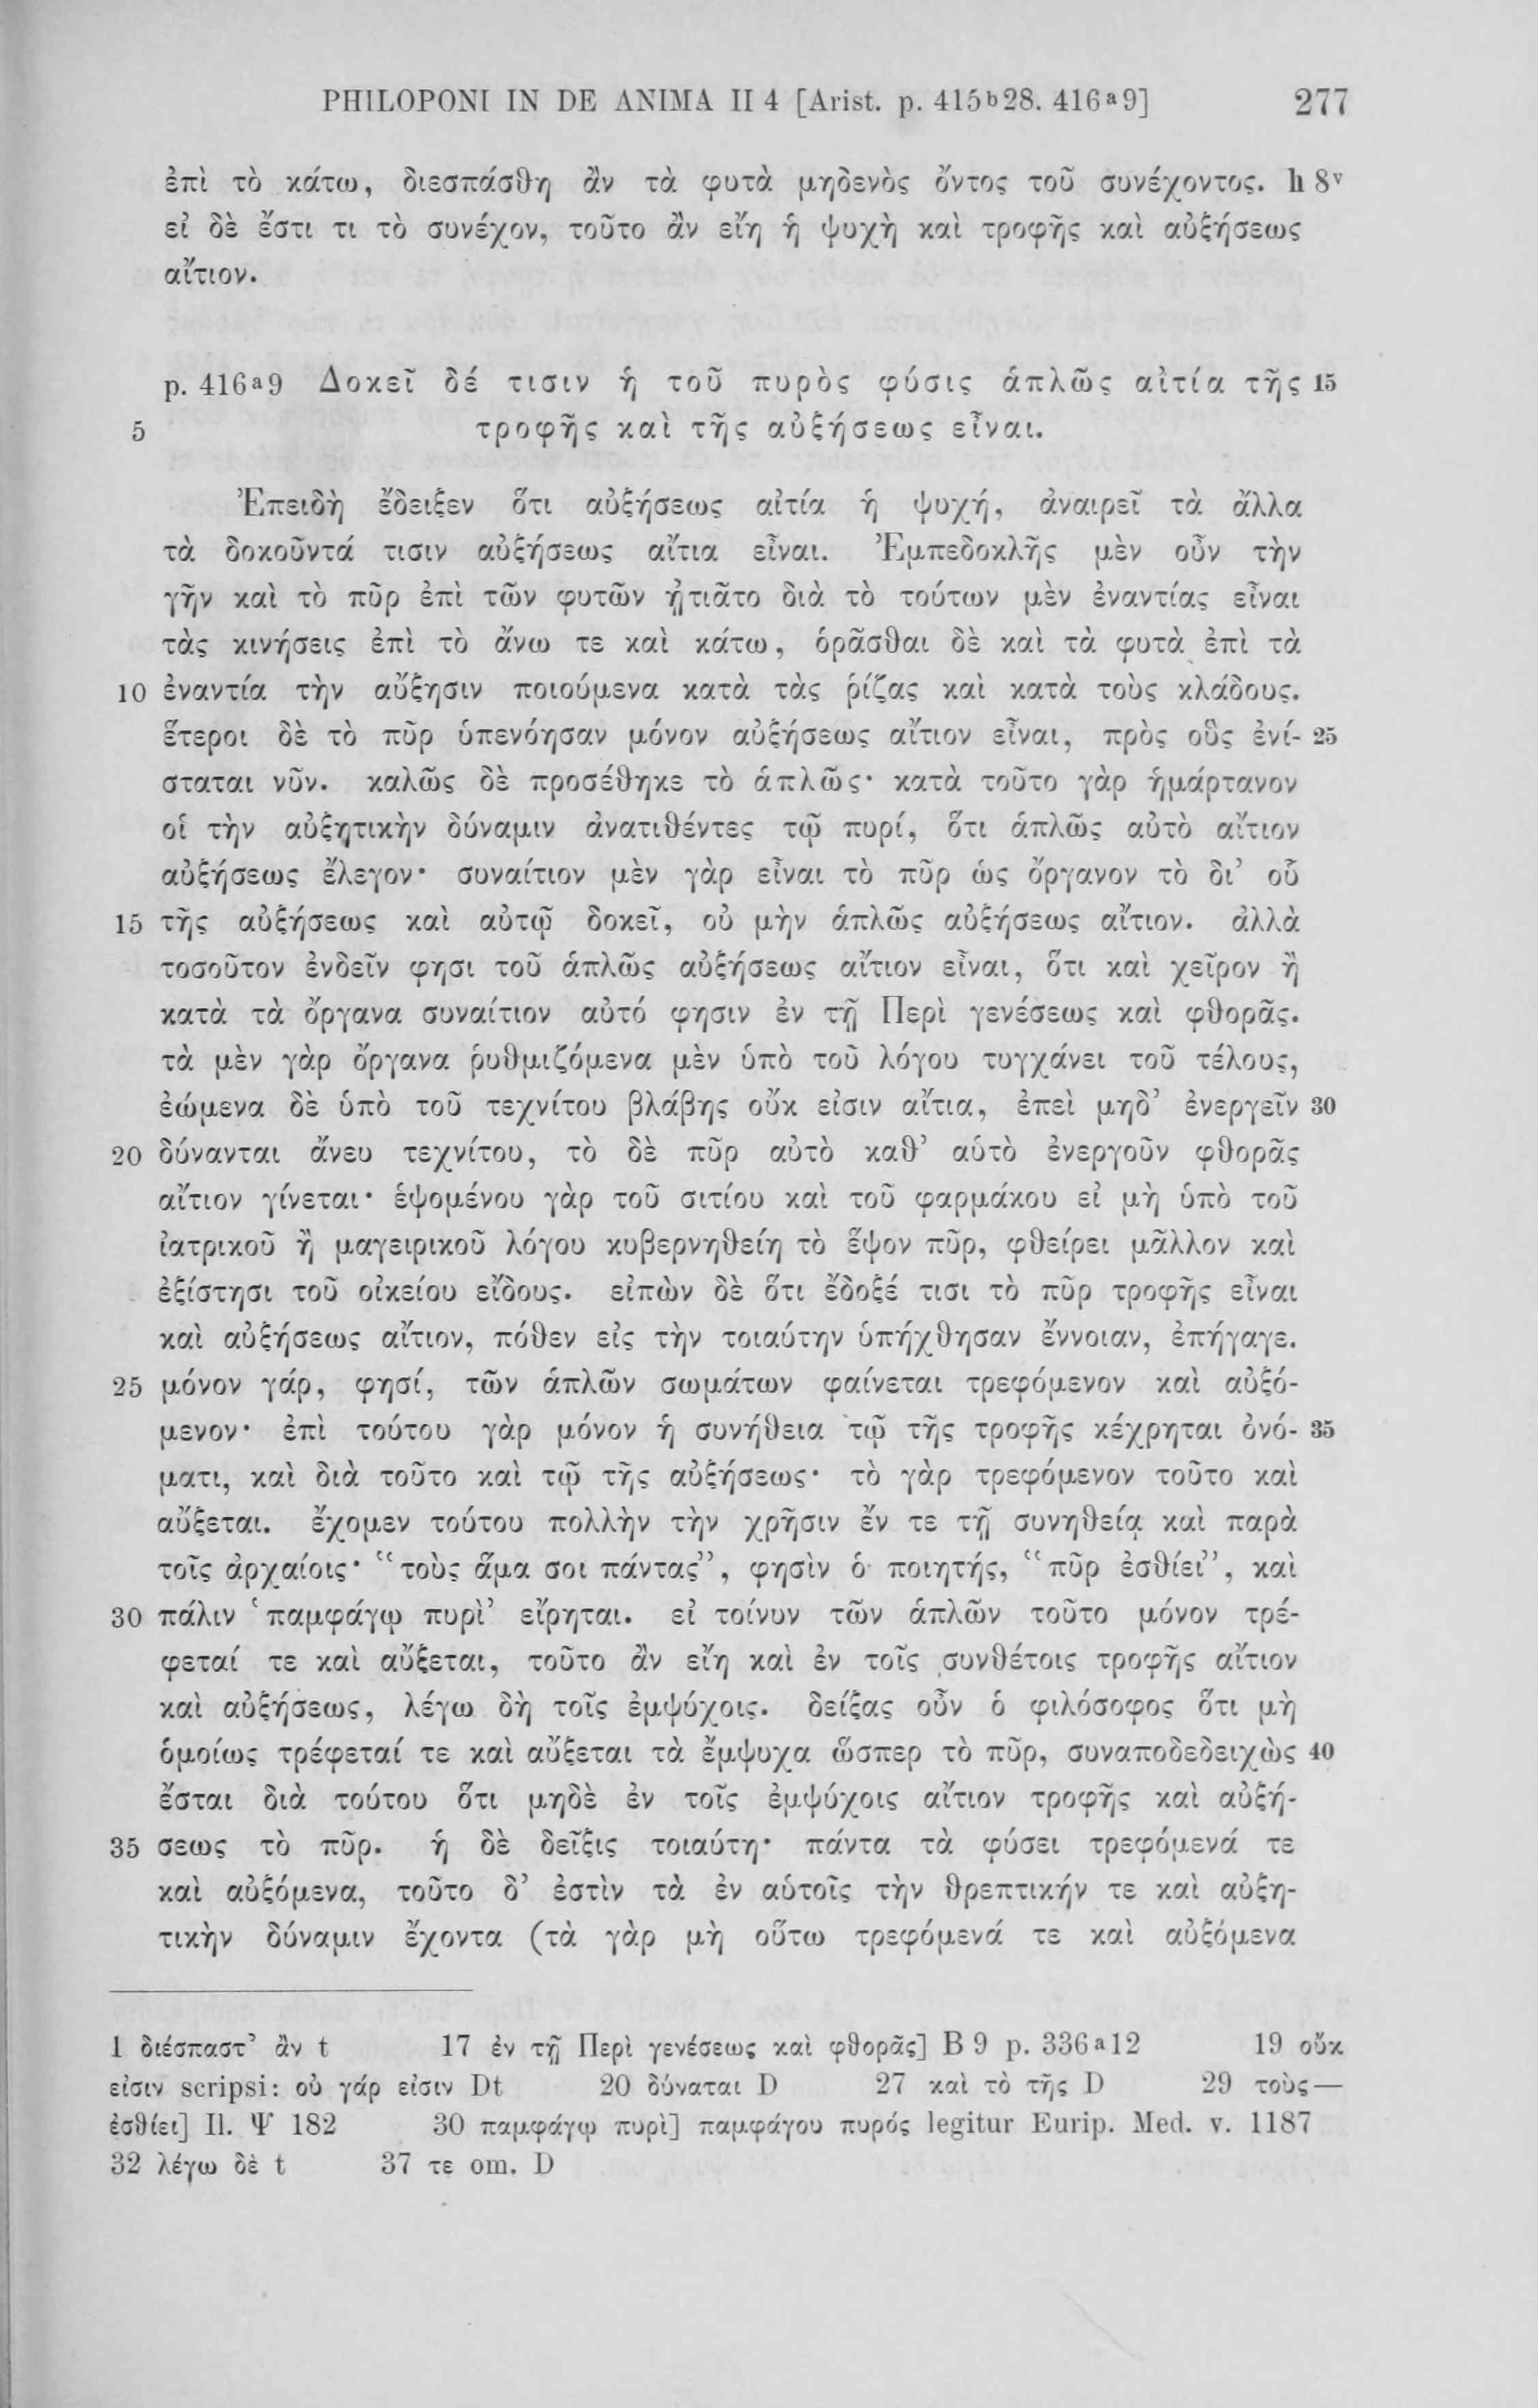 PHILOPONI IN DE ANIMA II 4 [Arist. p. 415ᵇ28. 416ᵃ9] 277
ἐπὶ τὸ κάτω, διεσπάσθη ἂν τὰ φυτὰ μηδενὸς ὄντος τοῦ συνέχοντος. h 8ᵛ
εἰ δὲ ἔστι τι τὸ συνέχον, τοῦτο ἂν εἴη ἡ ψυχὴ καὶ τροφῆς καὶ αὐξήσεως
αἴτιον.
p. 416ᵃ9 Δοκεῖ δέ τισιν ἡ τοῦ πυρὸς φύσις ἁπλῶς αἰτία τῆς 15
5 τροφῆς καὶ τῆς αὐξήσεως εἶναι.
Ἐπειδὴ ἔδειξεν ὅτι αὐξήσεως αἰτία ἡ ψυχή, ἀναιρεῖ τὰ ἄλλα
τὰ δοκοῦντά τισιν αὐξήσεως αἴτια εἶναι. Ἐμπεδοκλῆς μὲν οὖν τὴν
γῆν καὶ τὸ πῦρ ἐπὶ τῶν φυτῶν ᾐτιᾶτο διὰ τὸ τούτων μὲν ἐναντίας εἶναι
τὰς κινήσεις ἐπὶ τὸ ἄνω τε καὶ κάτω, ὁρᾶσθαι δὲ καὶ τὰ φυτὰ ἐπὶ τὰ
10 ἐναντία τὴν αὔξησιν ποιούμενα κατὰ τὰς ῥίζας καὶ κατὰ τοὺς κλάδους.
ἕτεροι δὲ τὸ πῦρ ὑπενόησαν μόνον αὐξήσεως αἴτιον εἶναι, πρὸς οὓς ἐνί- 25
σταται νῦν. καλῶς δὲ προσέθηκε τὸ ἁπλῶς· κατὰ τοῦτο γὰρ ἡμάρτανον
οἱ τὴν αὐξητικὴν δύναμιν ἀνατιθέντες τῷ πυρί, ὅτι ἁπλῶς αὐτὸ αἴτιον
αὐξήσεως ἔλεγον· συναίτιον μὲν γὰρ εἶναι τὸ πῦρ ὡς ὄργανον τὸ δι’ οὗ
15 τῆς αὐξήσεως καὶ αὐτῷ δοκεῖ, οὐ μὴν ἁπλῶς αὐξήσεως αἴτιον. ἀλλὰ
τοσοῦτον ἐνδεῖν φησι τοῦ ἁπλῶς αὐξήσεως αἴτιον εἶναι, ὅτι καὶ χεῖρον ἢ
κατὰ τὰ ὄργανα συναίτιον αὐτό φησιν ἐν τῇ Περὶ γενέσεως καὶ φθορᾶς.
τὰ μὲν γὰρ ὄργανα ῥυθμιζόμενα μὲν ὑπὸ τοῦ λόγου τυγχάνει τοῦ τέλους,
ἐώμενα δὲ ὑπὸ τοῦ τεχνίτου βλάβης οὔκ εἰσιν αἴτια, ἐπεὶ μηδ’ ἐνεργεῖν 30
20 δύνανται ἄνευ τεχνίτου, τὸ δὲ πῦρ αὐτὸ καθ’ αὑτὸ ἐνεργοῦν φθορᾶς
αἴτιον γίνεται· ἑψομένου γὰρ τοῦ σιτίου καὶ τοῦ φαρμάκου εἰ μὴ ὑπὸ τοῦ
ἰατρικοῦ ἢ μαγειρικοῦ λόγου κυβερνηθείη τὸ ἕψον πῦρ, φθείρει μᾶλλον καὶ
ἐξίστησι τοῦ οἰκείου εἴδους. εἰπὼν δὲ ὅτι ἔδοξέ τισι τὸ πῦρ τροφῆς εἶναι
καὶ αὐξήσεως αἴτιον, πόθεν εἰς τὴν τοιαύτην ὑπήχθησαν ἔννοιαν, ἐπήγαγε.
25 μόνον γάρ, φησί, τῶν ἁπλῶν σωμάτων φαίνεται τρεφόμενον καὶ αὐξό-
μενον· ἐπὶ τούτου γὰρ μόνον ἡ συνήθεια τῷ τῆς τροφῆς κέχρηται ὀνό- 35
ματι, καὶ διὰ τοῦτο καὶ τῷ τῆς αὐξήσεως· τὸ γὰρ τρεφόμενον τοῦτο καὶ
αὔξεται. ἔχομεν τούτου πολλὴν τὴν χρῆσιν ἔν τε τῇ συνηθείᾳ καὶ παρὰ
τοῖς ἀρχαίοις· “τοὺς ἅμα σοι πάντας”, φησὶν ὁ ποιητής, “πῦρ ἐσθίει”, καὶ
30 πάλιν ‘παμφάγῳ πυρὶ’ εἴρηται. εἰ τοίνυν τῶν ἁπλῶν τοῦτο μόνον τρέ-
φεταί τε καὶ αὔξεται, τοῦτο ἂν εἴη καὶ ἐν τοῖς συνθέτοις τροφῆς αἴτιον
καὶ αὐξήσεως, λέγω δὴ τοῖς ἐμψύχοις. δείξας οὖν ὁ φιλόσοφος ὅτι μὴ
ὁμοίως τρέφεταί τε καὶ αὔξεται τὰ ἔμψυχα ὥσπερ τὸ πῦρ, συναποδεδειχὼς 40
ἔσται διὰ τούτου ὅτι μηδὲ ἐν τοῖς ἐμψύχοις αἴτιον τροφῆς καὶ αὐξή-
35 σεως τὸ πῦρ. ἡ δὲ δεῖξις τοιαύτη· πάντα τὰ φύσει τρεφόμενά τε
καὶ αὐξόμενα, τοῦτο δ’ ἐστὶν τὰ ἐν αὑτοῖς τὴν θρεπτικήν τε καὶ αὐξη-
τικὴν δύναμιν ἔχοντα (τὰ γὰρ μὴ οὕτω τρεφόμενά τε καὶ αὐξόμενα
1 διέσπαστ’ ἂν t 17 ἐν τῇ Περὶ γενέσεως καὶ φθορᾶς] B 9 p. 336ᵃ12 19 οὔκ
εἰσιν scripsi: οὐ γάρ εἰσιν Dt 20 δύναται D 27 καὶ τὸ τῆς D 29 τοὺς—
ἐσθίει] Il. Ψ 182 30 παμφάγῳ πυρὶ] παμφάγου πυρός legitur Eurip. Med. v. 1187
32 λέγω δὲ t 37 τε om. D